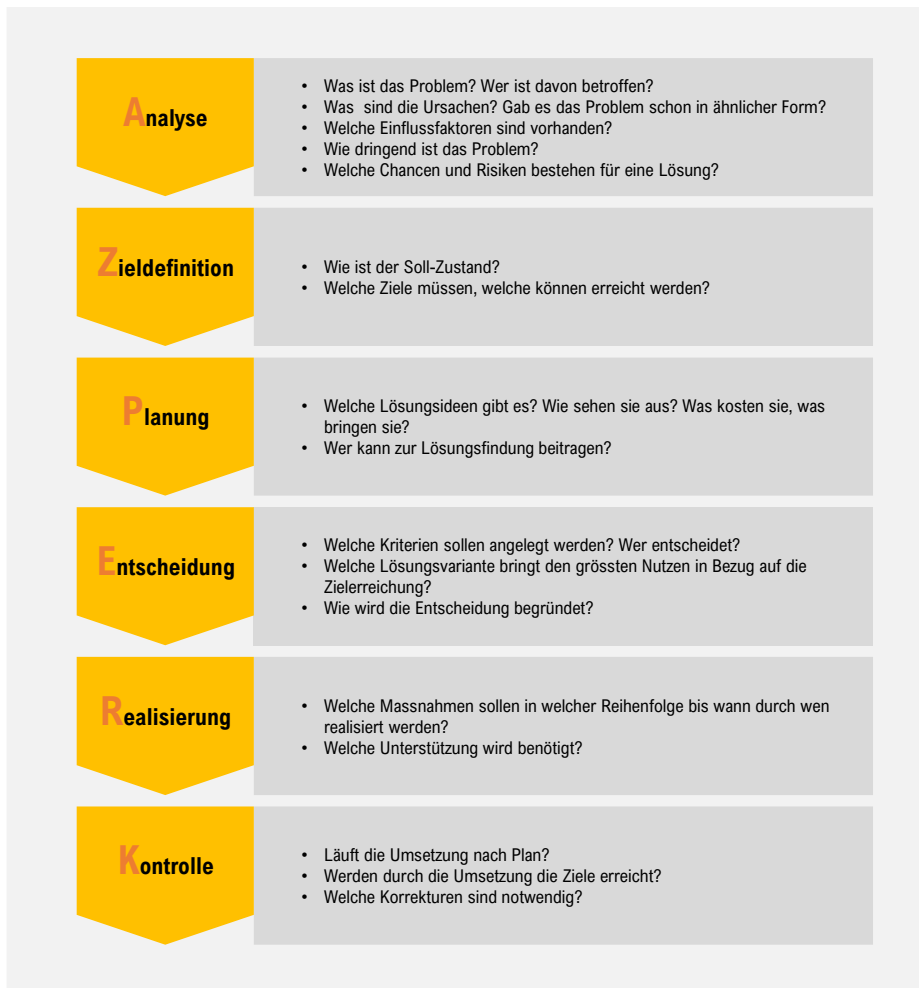 Analyse
• Was ist das Problem? Wer ist davon betroffen?
• Was sind die Ursachen? Gab es das Problem schon in ähnlicher Form?
• Welche Einflussfaktoren sind vorhanden?
• Wie dringend ist das Problem?
• Welche Chancen und Risiken bestehen für eine Lösung?
Zieldefinition
• Wie ist der Soll-Zustand?
• Welche Ziele müssen, welche können erreicht werden?
Planung
• Welche Lösungsideen gibt es? Wie sehen sie aus? Was kosten sie, was
bringen sie?
• Wer kann zur Lösungsfindung beitragen?
Entscheidung
• Welche Kriterien sollen angelegt werden? Wer entscheidet?
• Welche Lösungsvariante bringt den grössten Nutzen in Bezug auf die
Zielerreichung?
• Wie wird die Entscheidung begründet?
Realisierung
• Welche Massnahmen sollen in welcher Reihenfolge bis wann durch wen
realisiert werden?
• Welche Unterstützung wird benötigt?
Kontrolle
• Läuft die Umsetzung nach Plan?
• Werden durch die Umsetzung die Ziele erreicht?
• Welche Korrekturen sind notwendig?